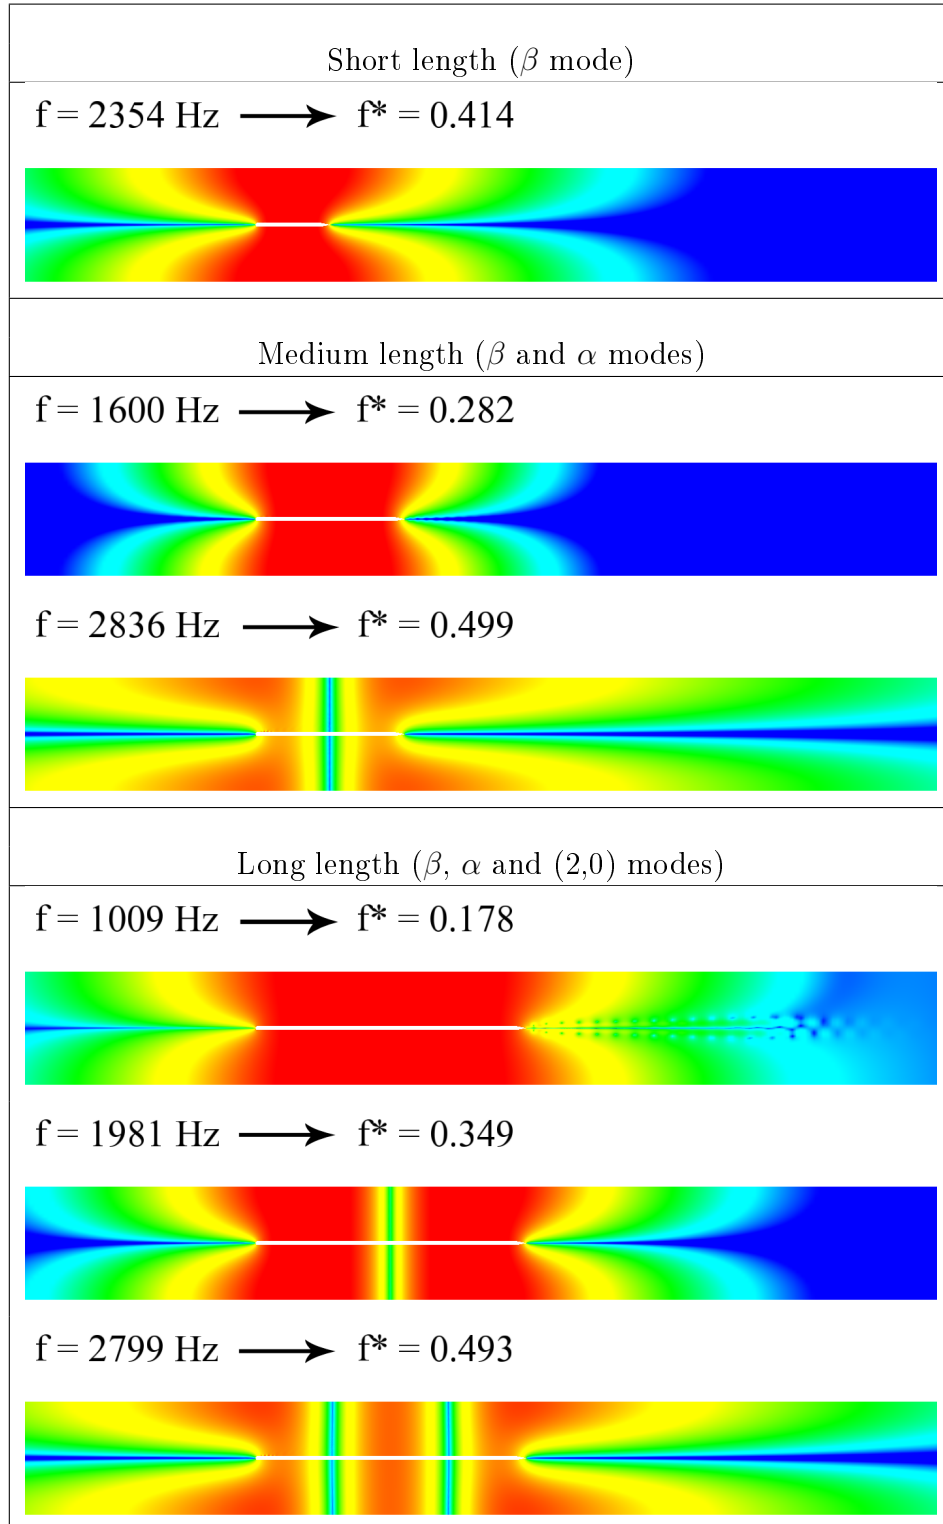 Short length (β mode)
f = 2354 Hz ⟶ f* = 0.414
Medium length (β and α modes)
f = 1600 Hz ⟶ f* = 0.282
f = 2836 Hz ⟶ f* = 0.499
Long length (β, α and (2,0) modes)
f = 1009 Hz ⟶ f* = 0.178
f = 1981 Hz ⟶ f* = 0.349
f = 2799 Hz ⟶ f* = 0.493